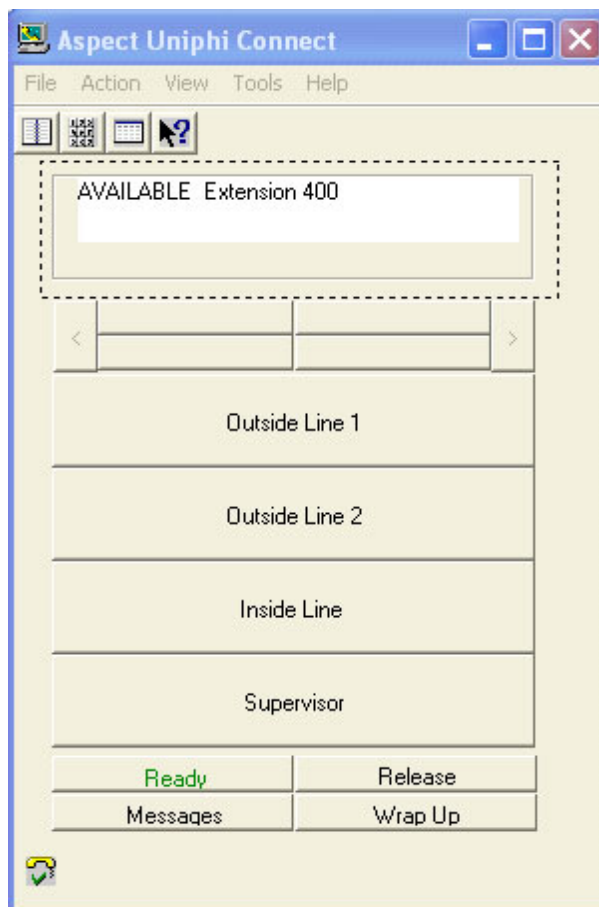 Aspect Uniphi Connect
File Action View Tools Help
AVAILABLE Extension 400
< >
Outside Line 1
Outside Line 2
Inside Line
Supervisor
Ready Release
Messages Wrap Up